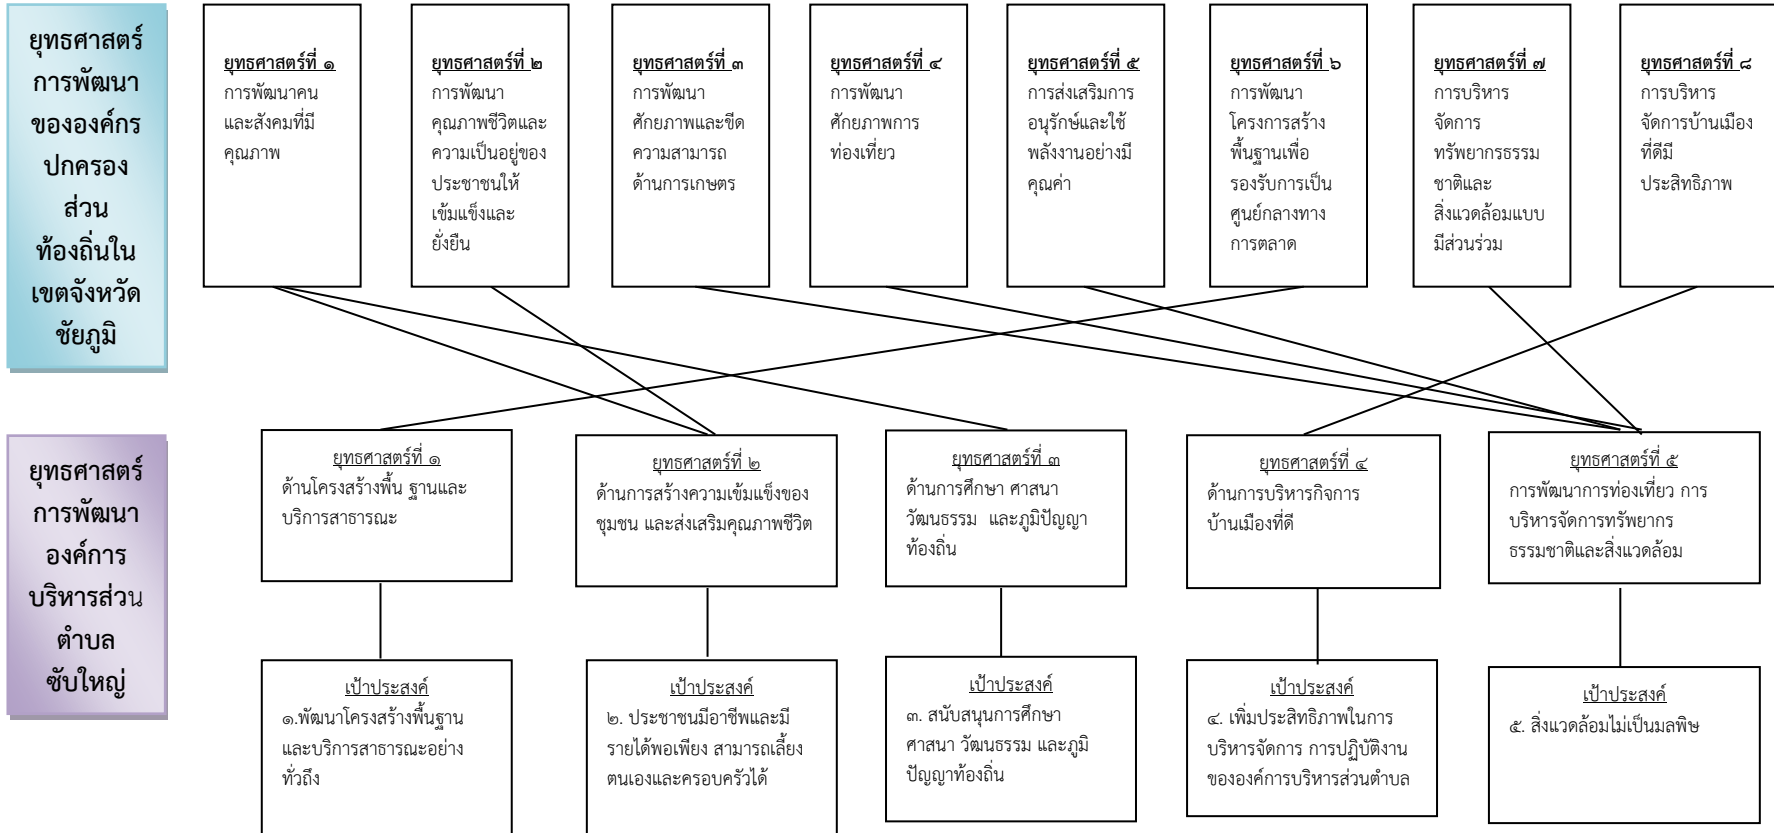 ยุทธศาสตร์
การพัฒนา
ขององค์กร
ปกครอง
ส่วน
ท้องถิ่นใน
เขตจังหวัด
ชัยภูมิ
ยุทธศาสตร์ที่ ๑
การพัฒนาคน
และสังคมที่มี
คุณภาพ
ยุทธศาสตร์ที่ ๒
การพัฒนา
คุณภาพชีวิตและ
ความเป็นอยู่ของ
ประชาชนให้
เข้มแข็งและ
ยั่งยืน
ยุทธศาสตร์ที่ ๓
การพัฒนา
ศักยภาพและขีด
ความสามารถ
ด้านการเกษตร
ยุทธศาสตร์ที่ ๔
การพัฒนา
ศักยภาพการ
ท่องเที่ยว
ยุทธศาสตร์ที่ ๕
การส่งเสริมการ
อนุรักษ์และใช้
พลังงานอย่างมี
คุณค่า
ยุทธศาสตร์ที่ ๖
การพัฒนา
โครงการสร้าง
พื้นฐานเพื่อ
รองรับการเป็น
ศูนย์กลางทาง
การตลาด
ยุทธศาสตร์ที่ ๗
การบริหาร
จัดการ
ทรัพยากรธรรม
ชาติและ
สิ่งแวดล้อมแบบ
มีส่วนร่วม
ยุทธศาสตร์ที่ ๘
การบริหาร
จัดการบ้านเมือง
ที่ดีมี
ประสิทธิภาพ
ยุทธศาสตร์
การพัฒนา
องค์การ
บริหารส่วน
ตำบล
ซับใหญ่
ยุทธศาสตร์ที่ ๑
ด้านโครงสร้างพื้น ฐานและ
บริการสาธารณะ
ยุทธศาสตร์ที่ ๒
ด้านการสร้างความเข้มแข็งของ
ชุมชน และส่งเสริมคุณภาพชีวิต
ยุทธศาสตร์ที่ ๓
ด้านการศึกษา ศาสนา
วัฒนธรรม  และภูมิปัญญา
ท้องถิ่น
ยุทธศาสตร์ที่ ๔
ด้านการบริหารกิจการ
บ้านเมืองที่ดี
ยุทธศาสตร์ที่ ๕
การพัฒนาการท่องเที่ยว การ
บริหารจัดการทรัพยากร
ธรรมชาติและสิ่งแวดล้อม
เป้าประสงค์
๑.พัฒนาโครงสร้างพื้นฐาน
และบริการสาธารณะอย่าง
ทั่วถึง
เป้าประสงค์
๒. ประชาชนมีอาชีพและมี
รายได้พอเพียง สามารถเลี้ยง
ตนเองและครอบครัวได้
เป้าประสงค์
๓. สนับสนุนการศึกษา
ศาสนา วัฒนธรรม และภูมิ
ปัญญาท้องถิ่น
เป้าประสงค์
๔. เพิ่มประสิทธิภาพในการ
บริหารจัดการ การปฏิบัติงาน
ขององค์การบริหารส่วนตำบล
เป้าประสงค์
๕. สิ่งแวดล้อมไม่เป็นมลพิษ